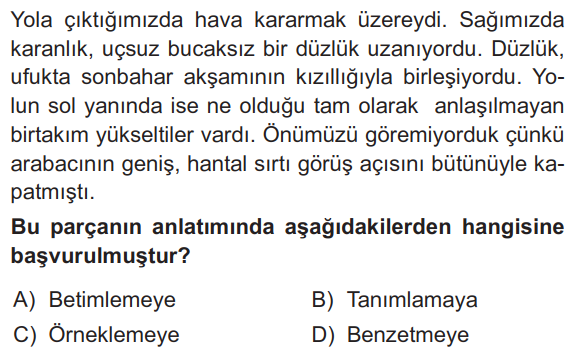 Yola çıktığımızda hava kararmak üzereydi. Sağımızda
karanlık, uçsuz bucaksız bir düzlük uzanıyordu. Düzlük,
ufukta sonbahar akşamının kızıllığıyla birleşiyordu. Yo-
lun sol yanında ise ne olduğu tam olarak anlaşılmayan
birtakım yükseltiler vardı. Önümüzü göremiyorduk çünkü
arabacının geniş, hantal sırtı görüş açısını bütünüyle ka-
patmıştı.
Bu parçanın anlatımında aşağıdakilerden hangisine
başvurulmuştur?
A) Betimlemeye B) Tanımlamaya
C) Örneklemeye D) Benzetmeye